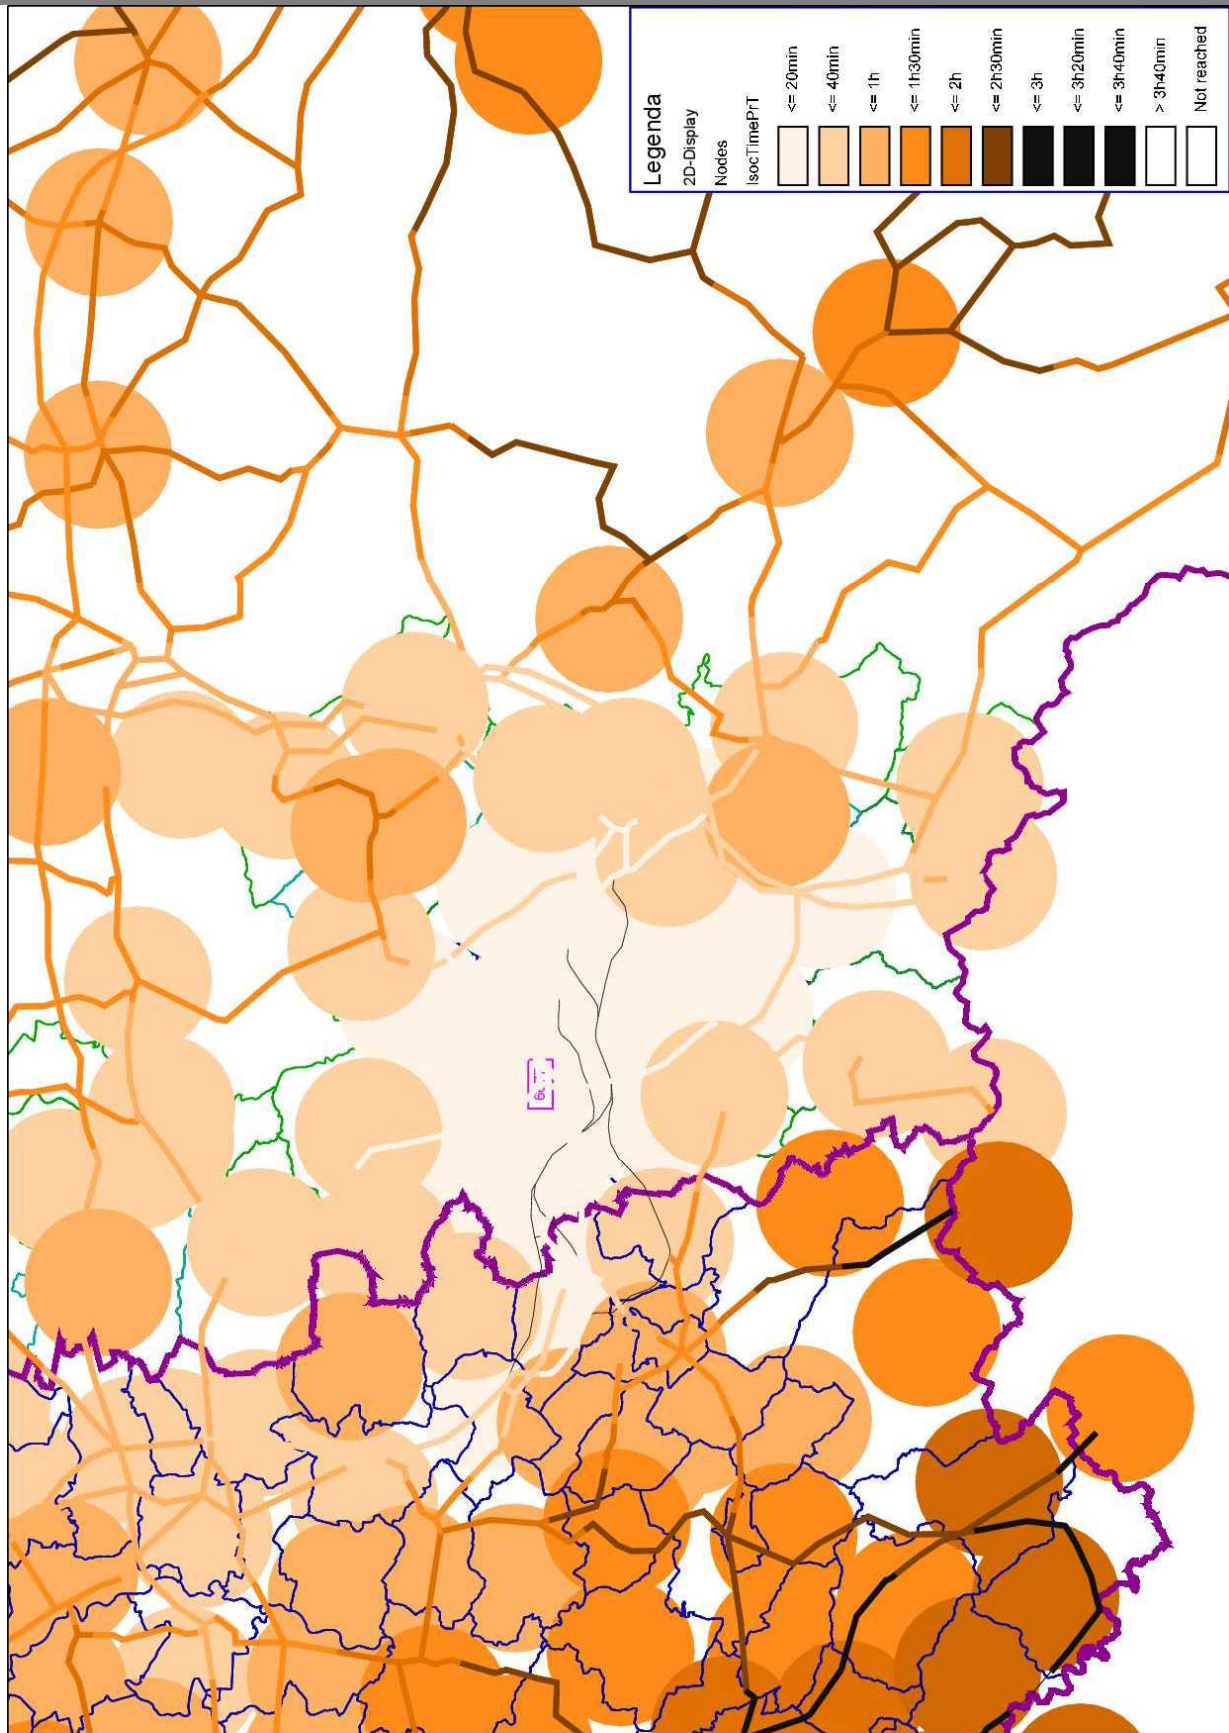 Legenda
2D-Display
Nodes
IsocTimePrT
<= 20min
<= 40min
<= 1h
<= 1h30min
<= 2h
<= 2h30min
<= 3h
<= 3h20min
<= 3h40min
> 3h40min
Not reached